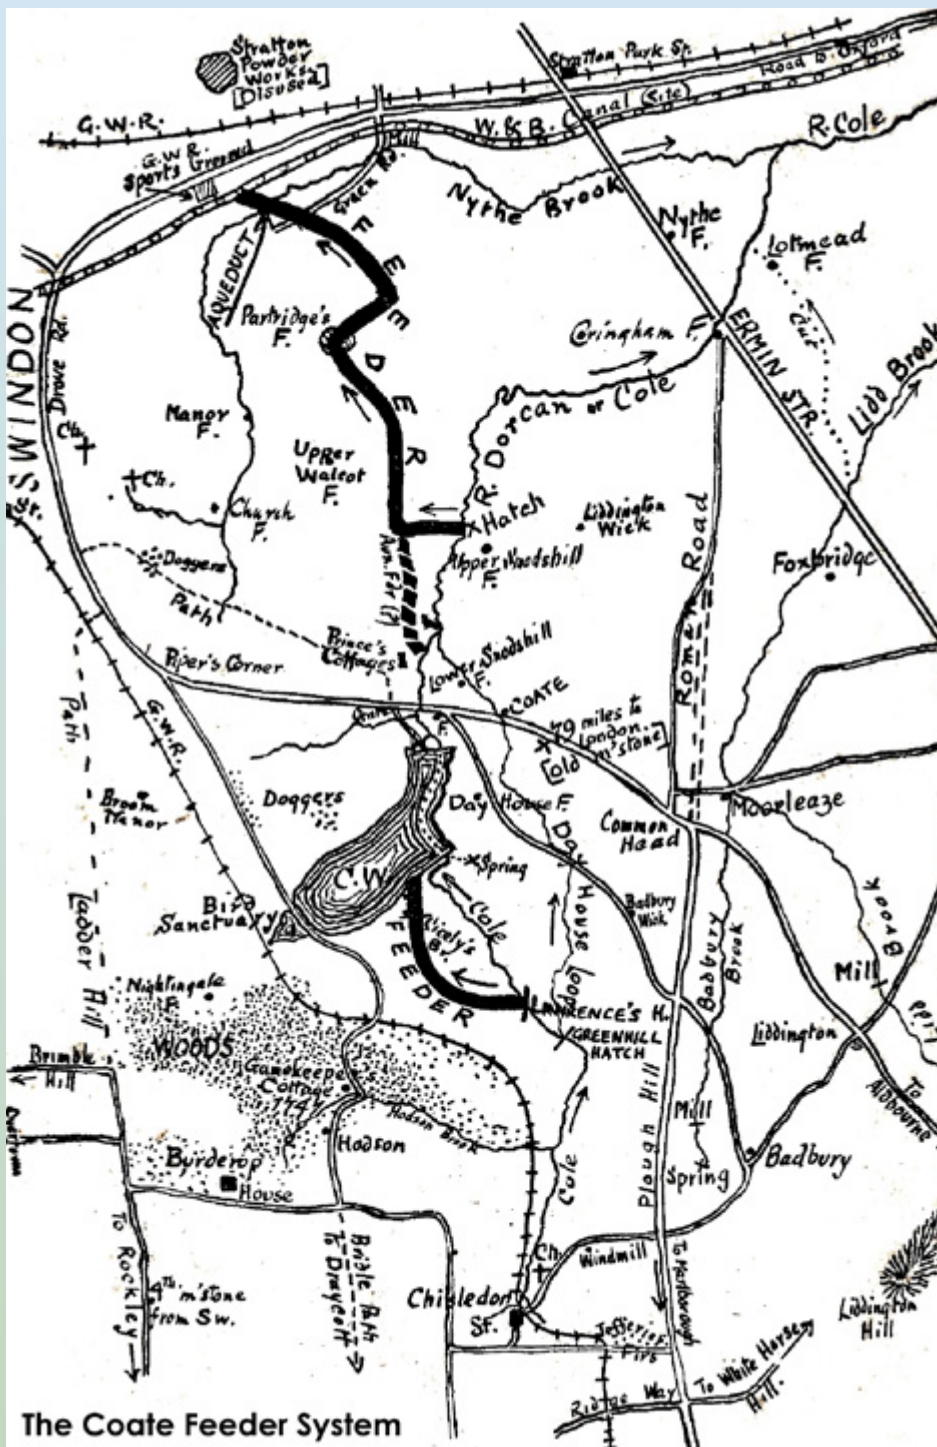 Stratton
Powder
Works
[Disused]
Stratton Park St.
Road to Oxford
G.W.R.
W. & B. Canal (Site)
R. Cole
G.W.R.
Sports Ground
Mill
Nythe Brook
FEEDER
AQUEDUCT
Nythe
F.
Lotmead
F.
Cut
Partridge's
F.
Coringham F.
ERMIN STR.
Lidd Brook
SWINDON
Drove Rd.
R. Dorcan or Cole
Manor
F.
Ch.
Ch.
Upper
Walcot
F.
Church
F.
Hatch
Liddington
Wick
Upper Snodshill
F.
Roman Road
Foxbridge
Doggers
Path
Prince's
Cottages
Lower Snodshill
F.
Piper's Corner
COATE
79 miles to
London.
[Old m'stone]
Path
G.W.R.
Broom
Manor
Doggers
Day House F.
Moorleaze
Common
Head
C.W.
Spring
Day House
Badbury
Wick
Bird
Sanctuary
Cole
FEEDER
Badbury
Brook
Brook
Mill
Ladder Hill
Nightingale
F.
LAWRENCE'S H.
GREENHILL
HATCH
Liddington
WOODS
Brimble
Hill
Gamekeeper's
Cottage
Plough Hill
Mill
To
Aldbourne
Hodson Brook
Hodson
Burderop
House
Cole
Spring
Badbury
To Rockley
Bridle Path
To Draycott
Ch.
Windmill
To Marlborough
4th m'stone
from Sw.
Chisledon
St.
Firs
Liddington
Hill
Ridge Way
To White Horse
Hill.
The Coate Feeder System